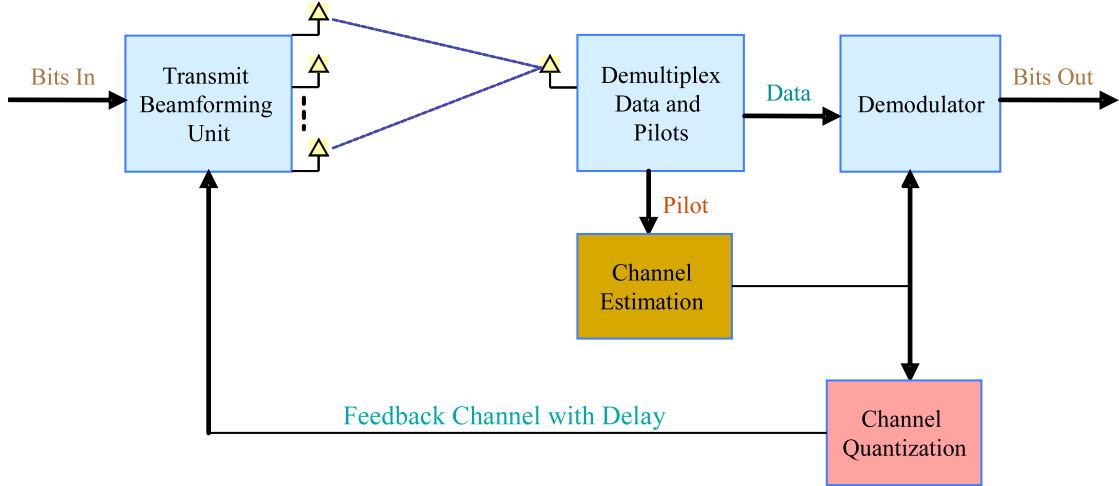 Bits In
Transmit
Beamforming
Unit
Demultiplex
Data and
Pilots
Data
Demodulator
Bits Out
Pilot
Channel
Estimation
Feedback Channel with Delay
Channel
Quantization